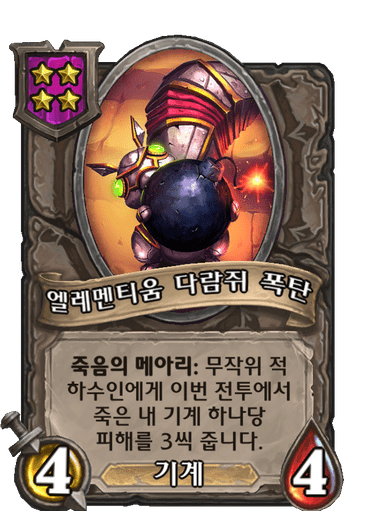 엘레멘티움 다람쥐 폭탄
죽음의 메아리: 무작위 적
하수인에게 이번 전투에서
죽은 내 기계 하나당
피해를 3씩 줍니다.
4 기계 4